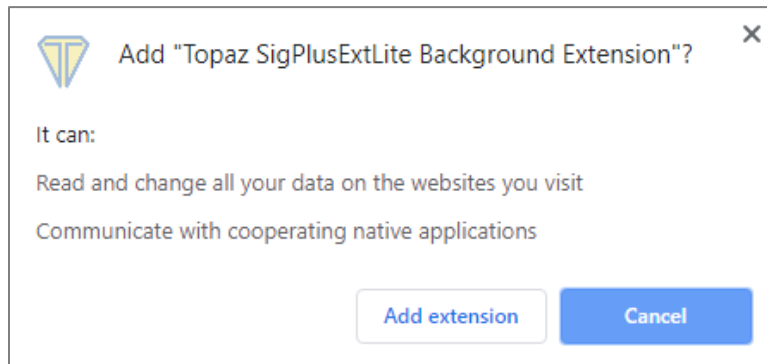 Add "Topaz SigPlusExtLite Background Extension"?
It can:
Read and change all your data on the websites you visit
Communicate with cooperating native applications
Add extension
Cancel